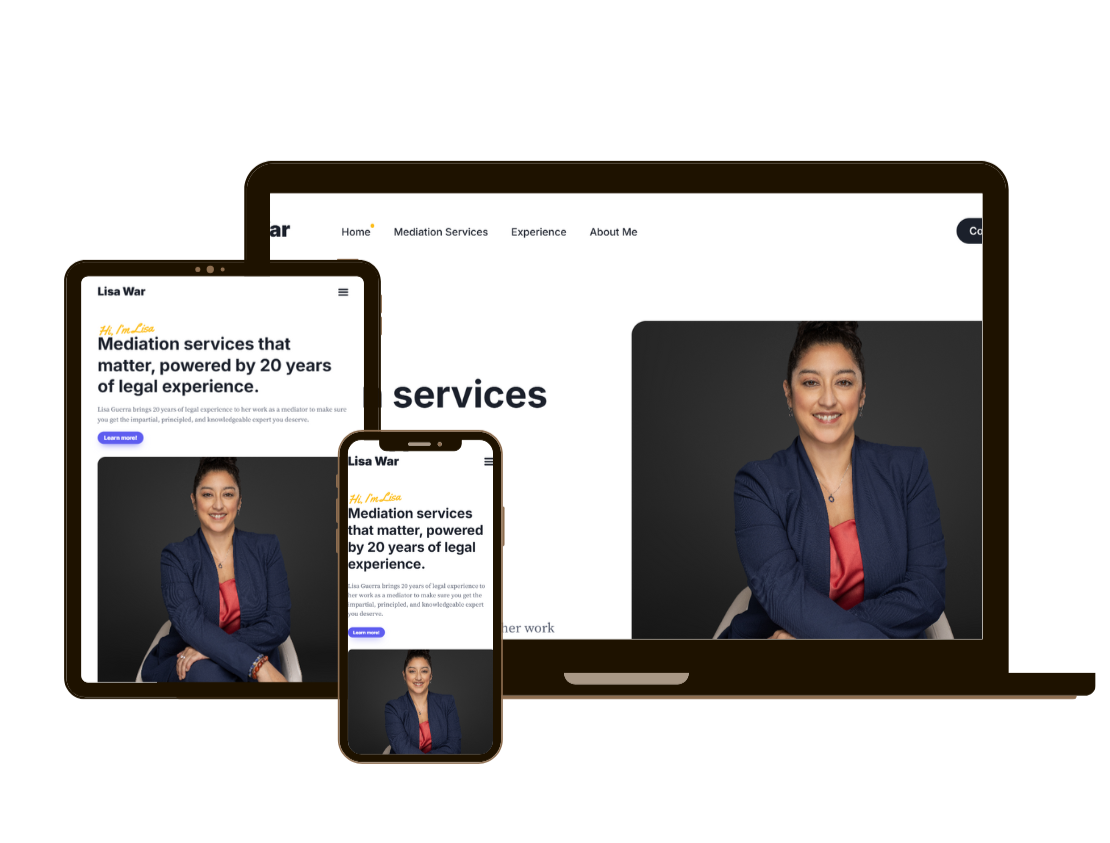 ar
Home
Mediation Services
Experience
About Me
Co
services
her work
Lisa War
Hi, I'm Lisa
Mediation services that
matter, powered by 20 years
of legal experience.
Lisa Guerra brings 20 years of legal experience to her work as a mediator to make sure
you get the impartial, principled, and knowledgeable expert you deserve.
Learn more!
Lisa War
Hi, I'm Lisa
Mediation services
that matter, powered
by 20 years of legal
experience.
Lisa Guerra brings 20 years of legal experience to
her work as a mediator to make sure you get the
impartial, principled, and knowledgeable expert
you deserve.
Learn more!